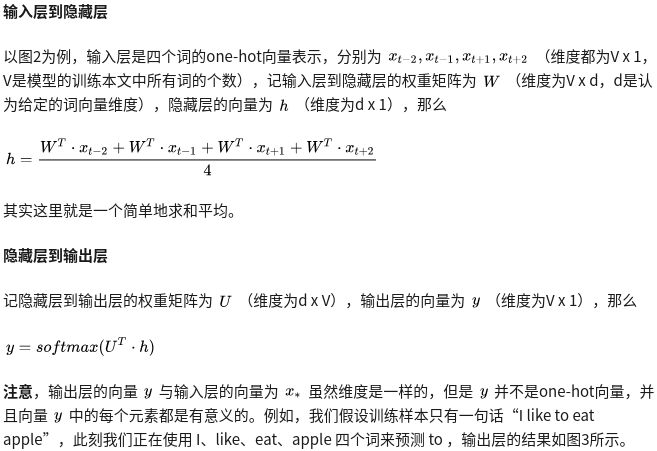 输入层到隐藏层
以图2为例，输入层是四个词的one-hot向量表示，分别为 x_{t-2}, x_{t-1}, x_{t+1}, x_{t+2} （维度都为V x 1，
V是模型的训练本文中所有词的个数），记输入层到隐藏层的权重矩阵为 W （维度为V x d，d是认
为给定的词向量维度），隐藏层的向量为 h （维度为d x 1），那么
h = \frac{W^T · x_{t-2} + W^T · x_{t-1} + W^T · x_{t+1} + W^T · x_{t+2}}{4}
其实这里就是一个简单地求和平均。
隐藏层到输出层
记隐藏层到输出层的权重矩阵为 U （维度为d x V），输出层的向量为 y （维度为V x 1），那么
y = softmax(U^T · h)
注意，输出层的向量 y 与输入层的向量为 x_* 虽然维度是一样的，但是 y 并不是one-hot向量，并
且向量 y 中的每个元素都是有意义的。例如，我们假设训练样本只有一句话“I like to eat
apple”，此刻我们正在使用 I、like、eat、apple 四个词来预测 to ，输出层的结果如图3所示。